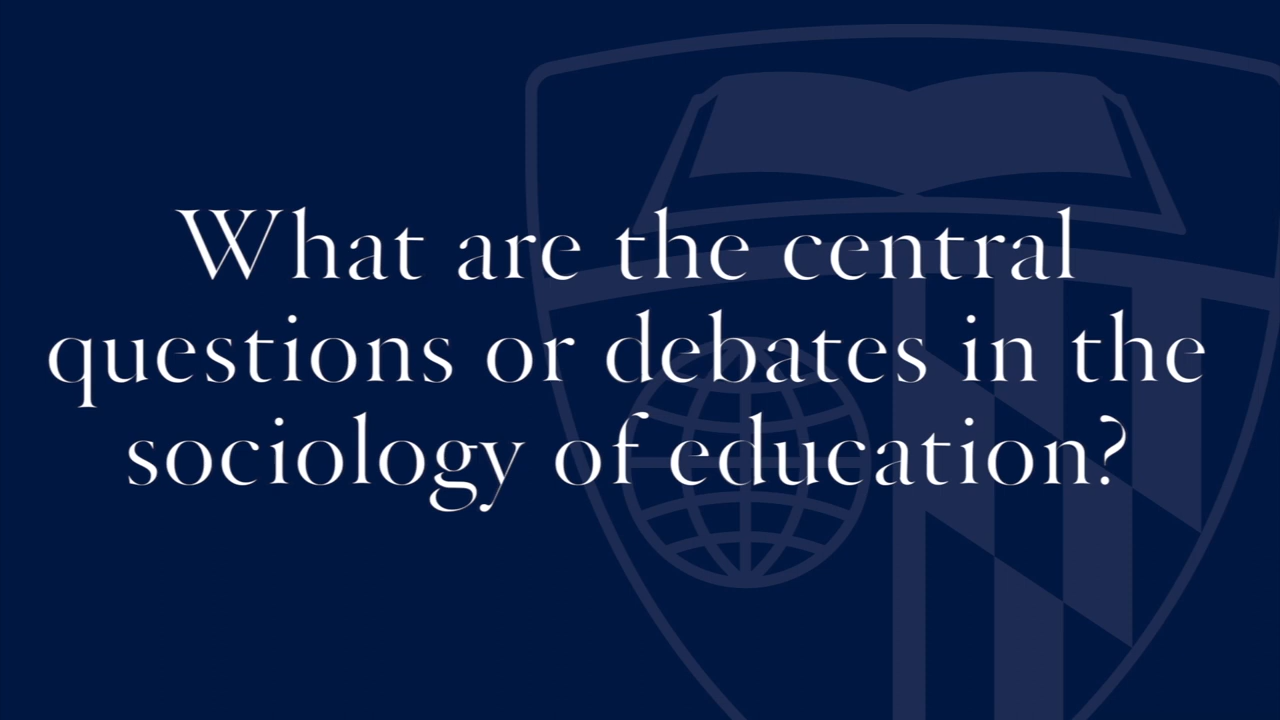 What are the central
questions or debates in the
sociology of education?